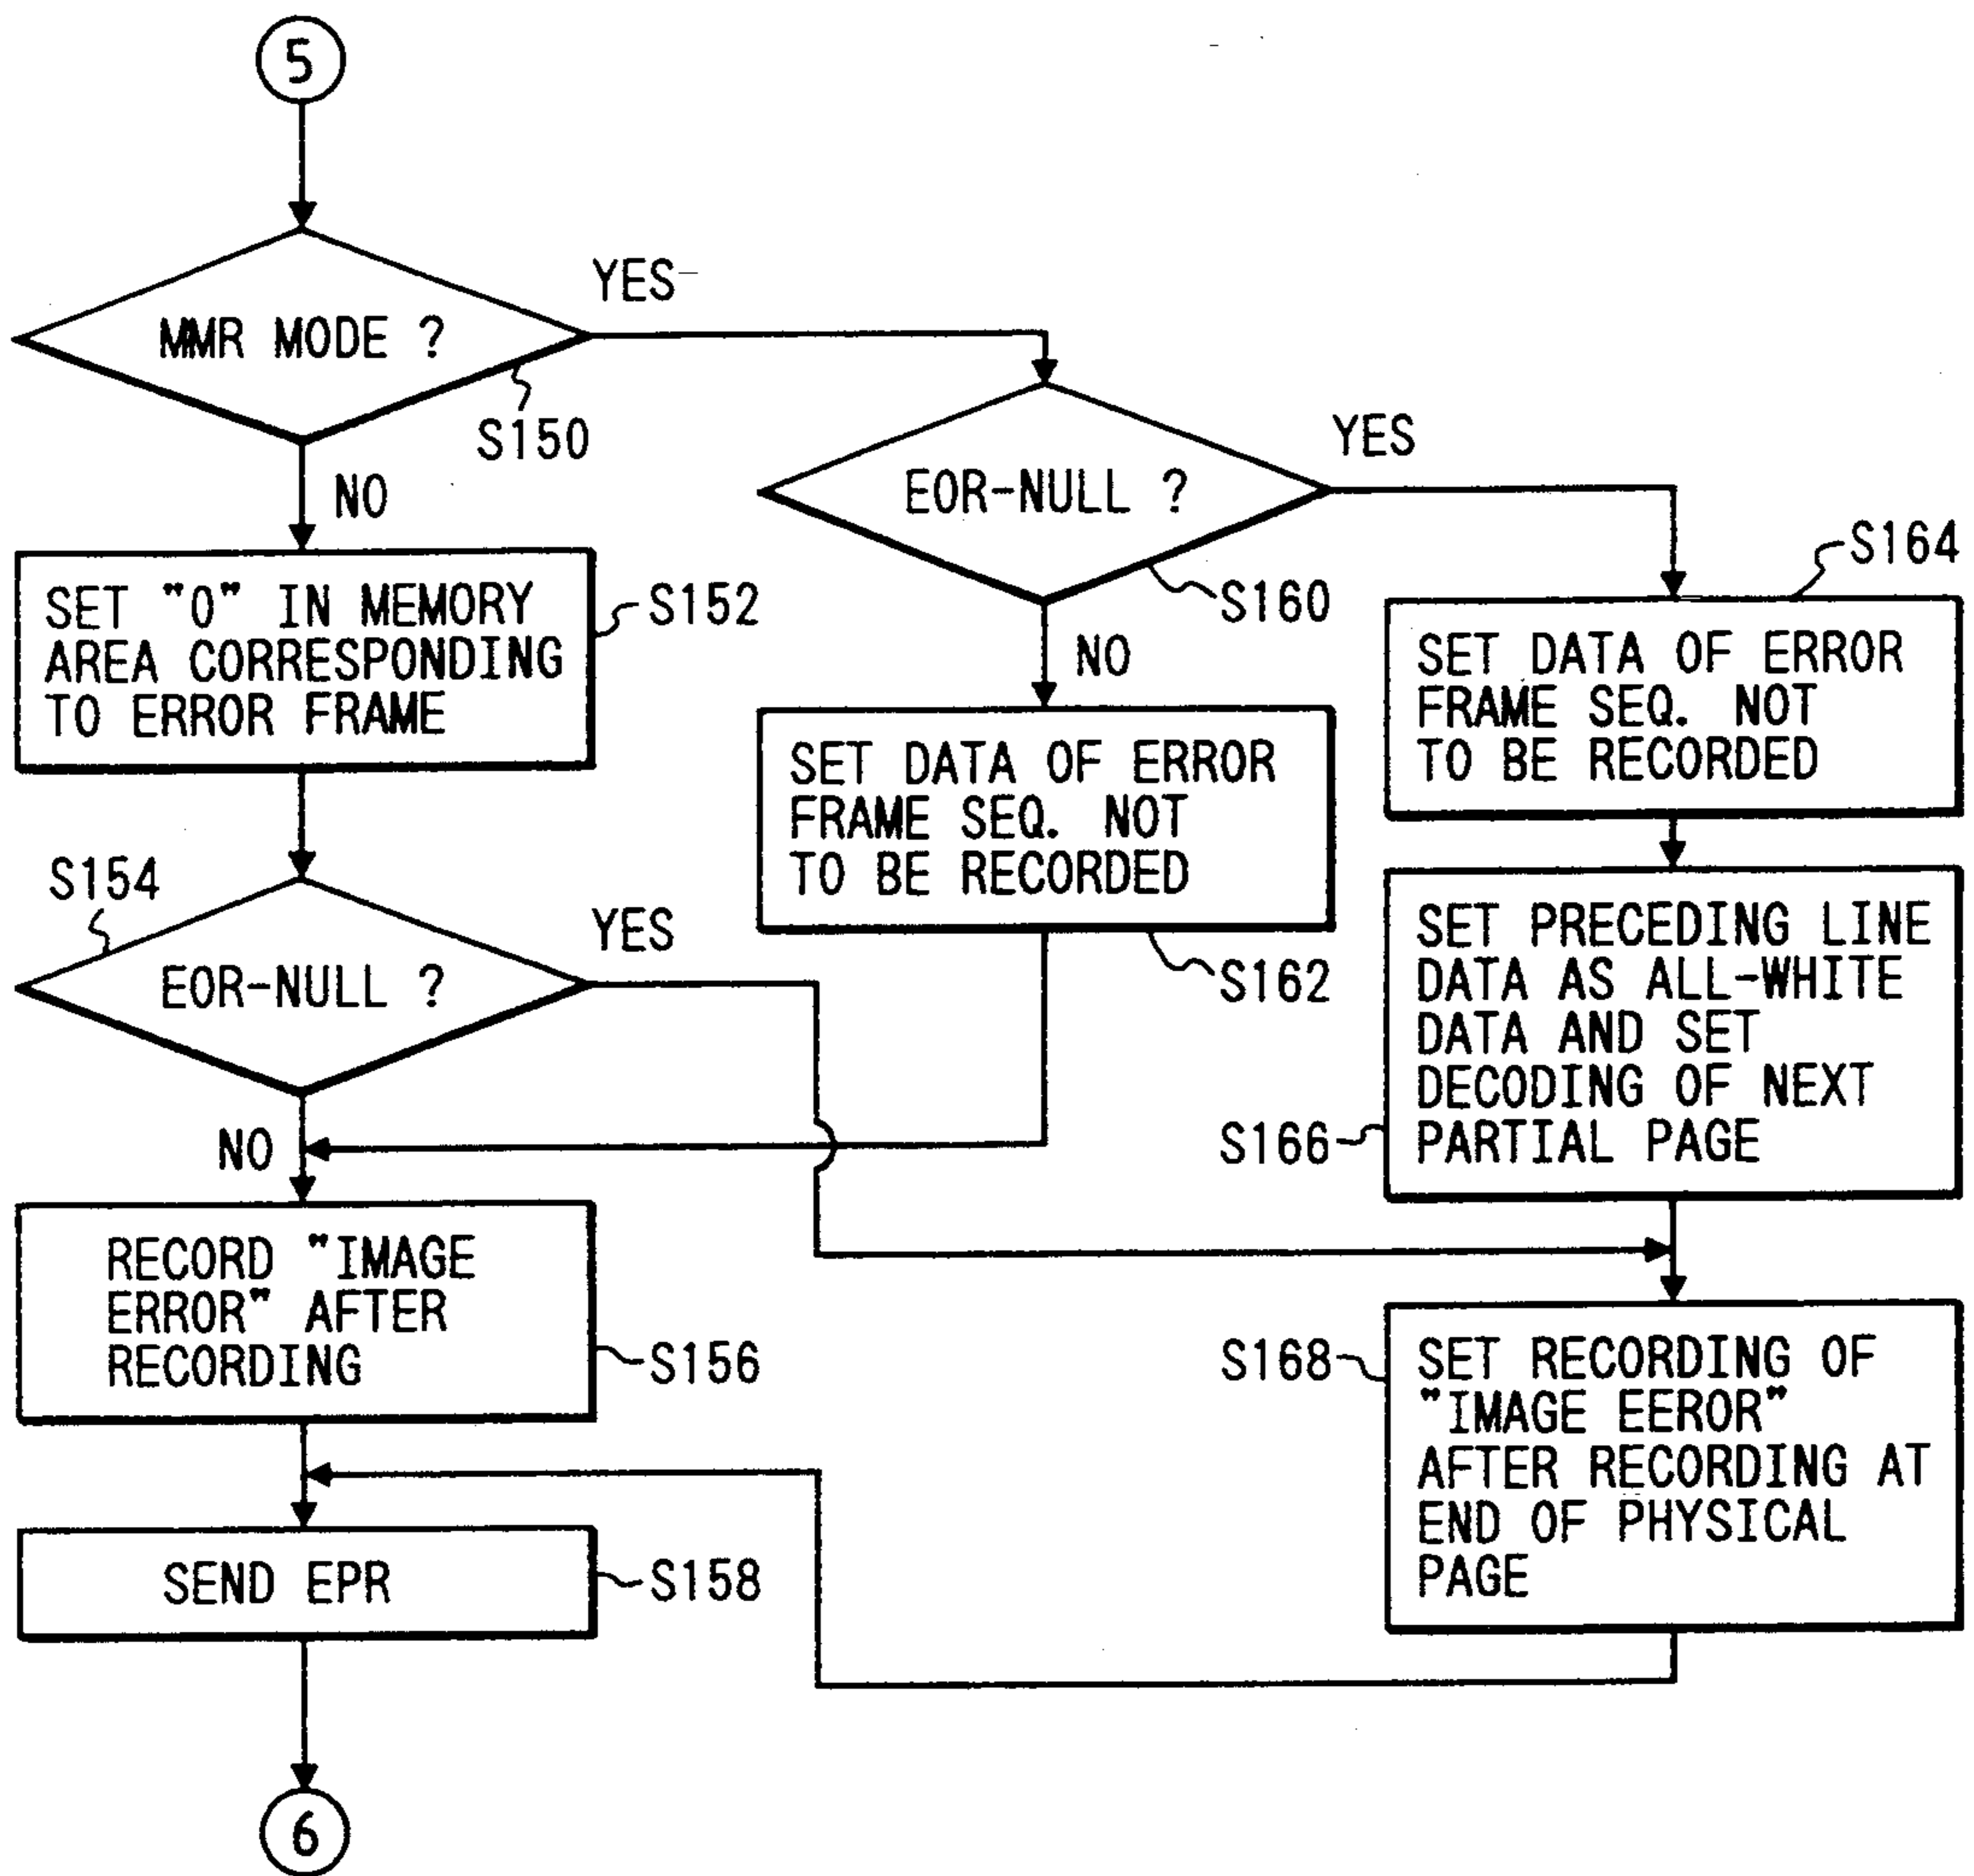 5
MMR MODE ?
YES
S150
NO
SET "0" IN MEMORY
AREA CORRESPONDING
TO ERROR FRAME
S152
S154
EOR-NULL ?
YES
NO
RECORD "IMAGE
ERROR" AFTER
RECORDING
S156
SEND EPR
S158
6
EOR-NULL ?
YES
S160
NO
SET DATA OF ERROR
FRAME SEQ. NOT
TO BE RECORDED
S162
S164
SET DATA OF ERROR
FRAME SEQ. NOT
TO BE RECORDED
SET PRECEDING LINE
DATA AS ALL-WHITE
DATA AND SET
DECODING OF NEXT
PARTIAL PAGE
S166
S168
SET RECORDING OF
"IMAGE EEROR"
AFTER RECORDING AT
END OF PHYSICAL
PAGE